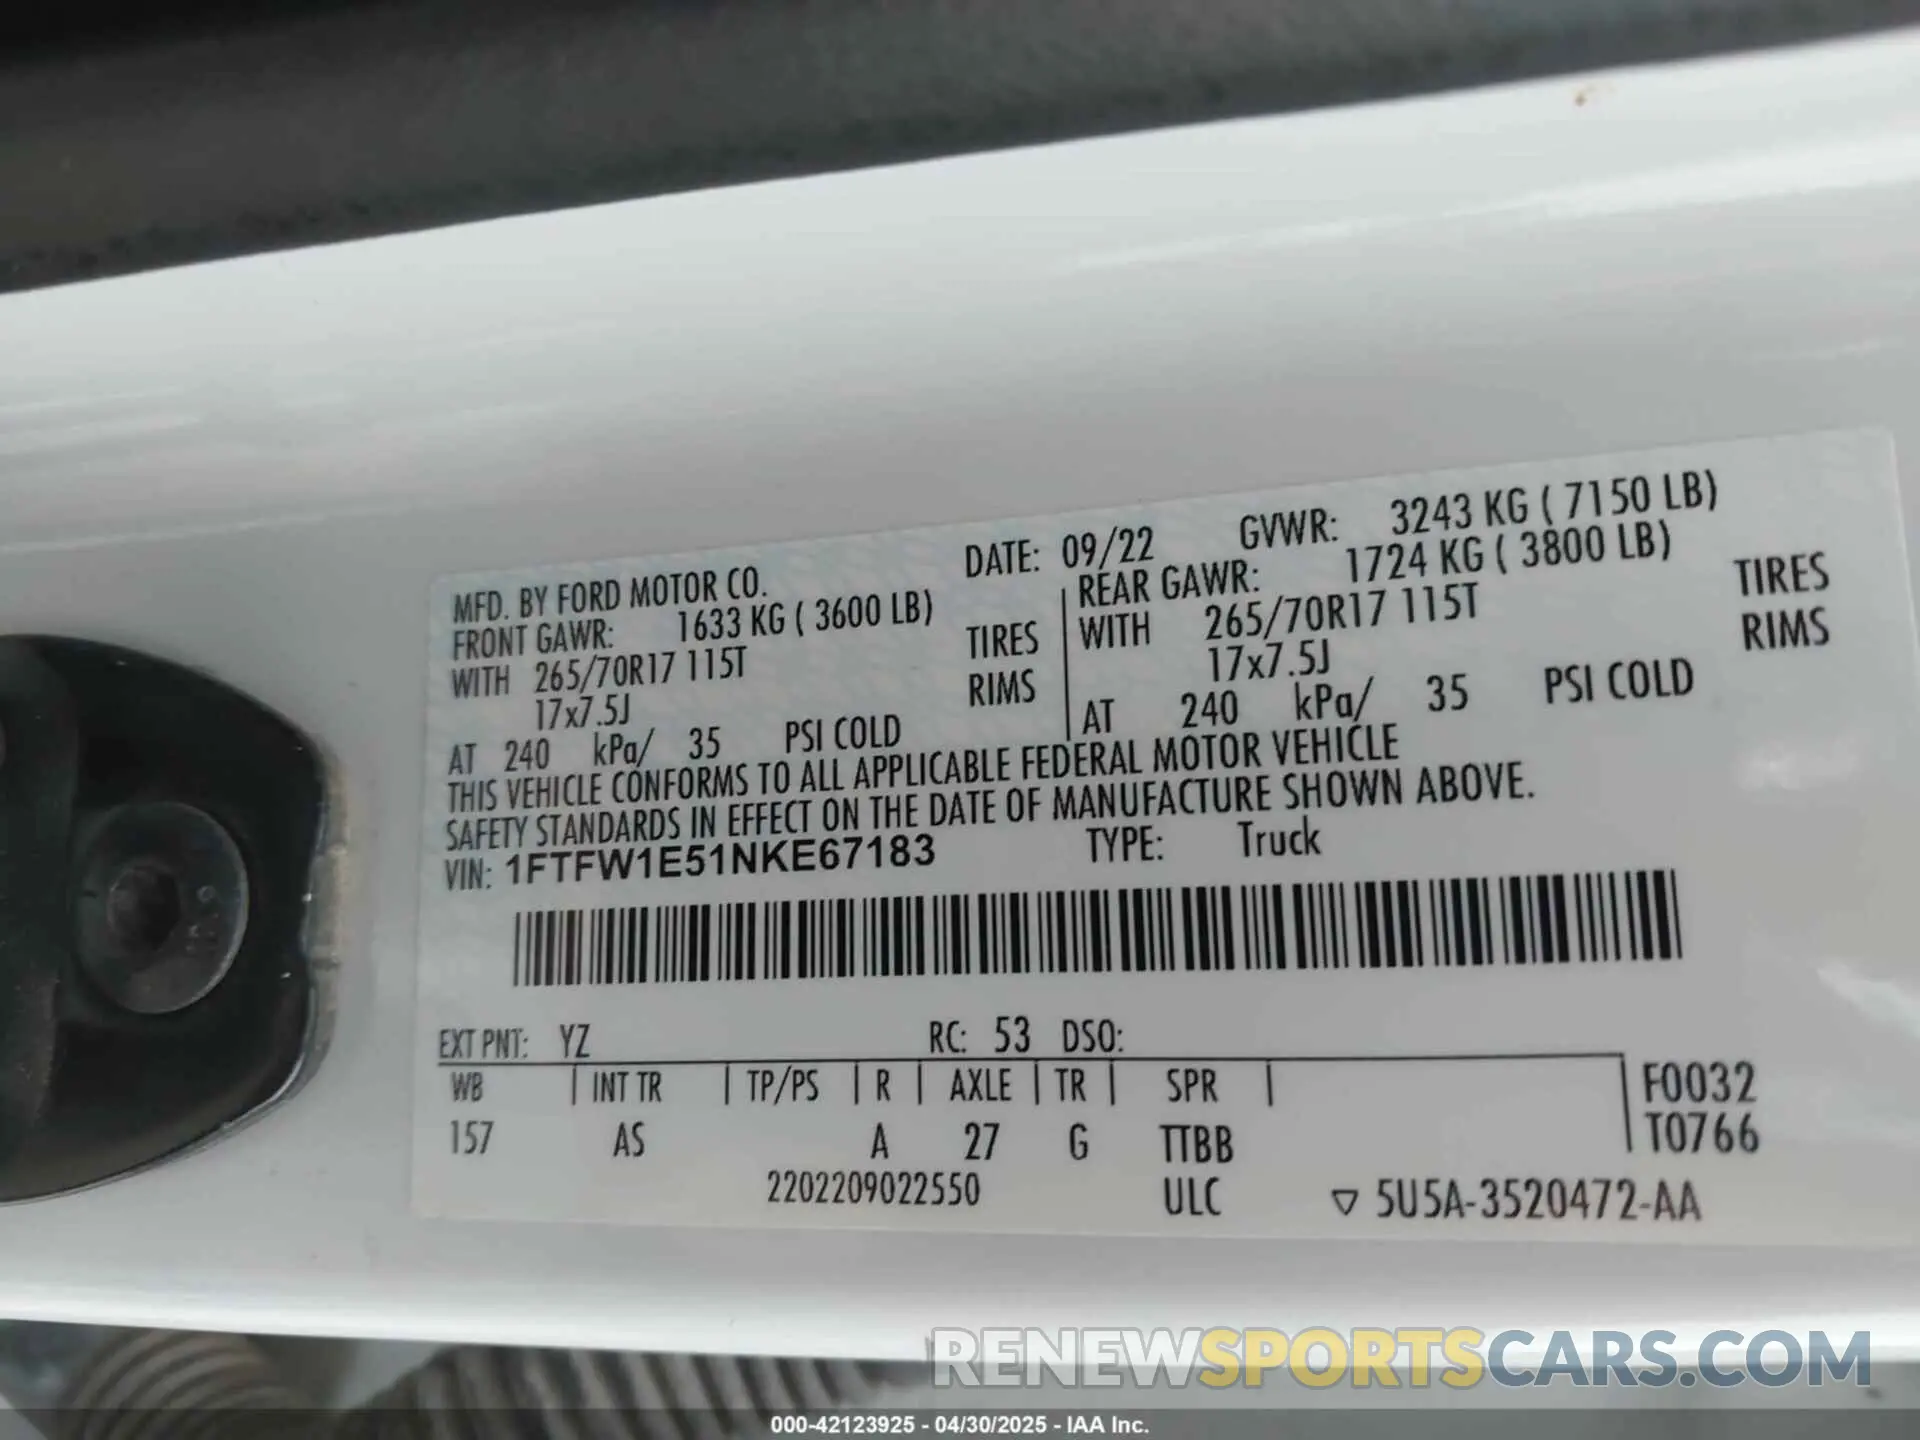 MFD. BY FORD MOTOR CO. DATE: 09/22 GVWR: 3243 KG ( 7150 LB)
FRONT GAWR: 1633 KG ( 3600 LB) REAR GAWR: 1724 KG ( 3800 LB)
WITH 265/70R17 115T TIRES WITH 265/70R17 115T TIRES
17x7.5J RIMS 17x7.5J RIMS
AT 240 kPa/ 35 PSI COLD AT 240 kPa/ 35 PSI COLD
THIS VEHICLE CONFORMS TO ALL APPLICABLE FEDERAL MOTOR VEHICLE
SAFETY STANDARDS IN EFFECT ON THE DATE OF MANUFACTURE SHOWN ABOVE.
VIN: 1FTFW1E51NKE67183 TYPE: Truck
EXT PNT: YZ RC: 53 DSO:
WB INT TR TP/PS R AXLE TR SPR F0032
157 AS A 27 G TTBB T0766
2202209022550 ULC ▽ 5U5A-3520472-AA
RENEWSPORTSCARS.COM
000-42123925 - 04/30/2025 - IAA Inc.